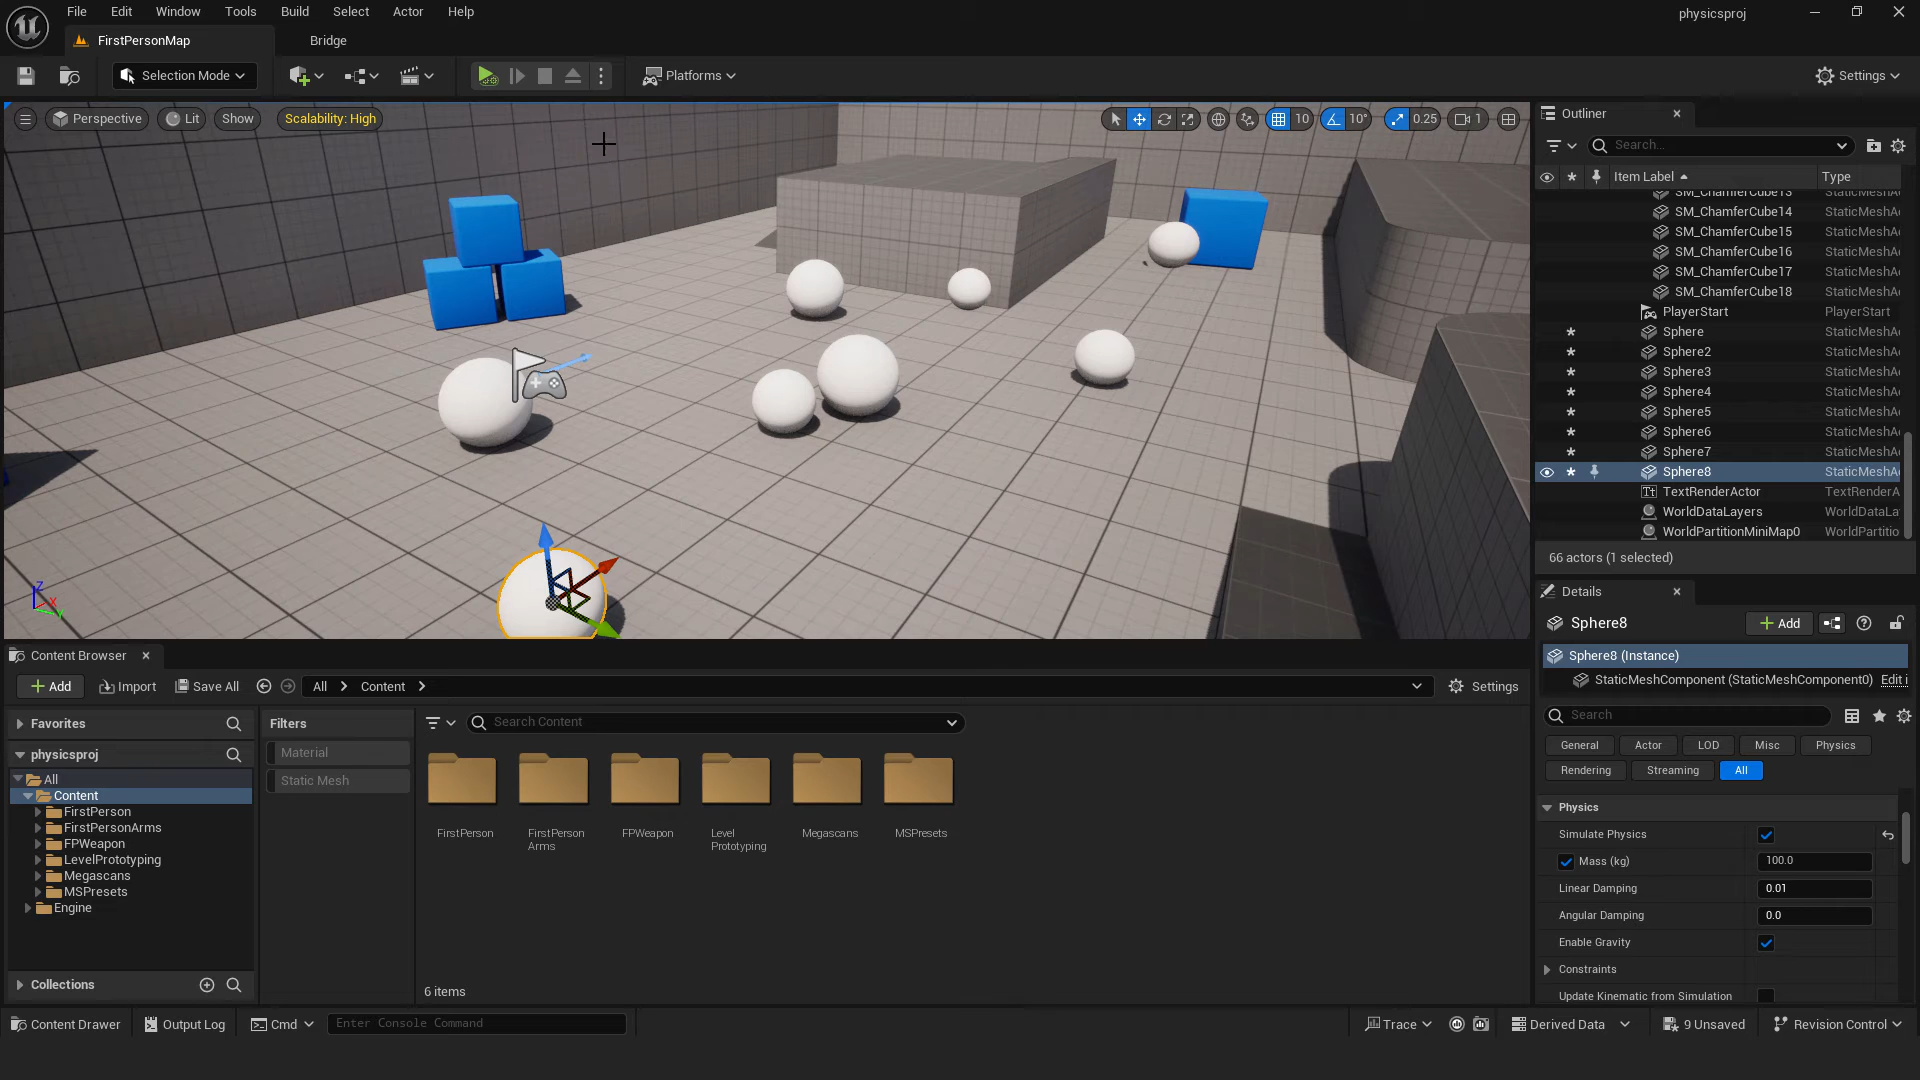 File Edit Window Tools Build Select Actor Help
physicsproj
FirstPersonMap
Bridge
Selection Mode
Platforms
Settings
Perspective
Lit
Show
Scalability: High
10
10°
0.25
1
Outliner
Search...
Item Label
Type
SM_ChamferCube13 StaticMeshA
SM_ChamferCube14 StaticMeshA
SM_ChamferCube15 StaticMeshA
SM_ChamferCube16 StaticMeshA
SM_ChamferCube17 StaticMeshA
SM_ChamferCube18 StaticMeshA
PlayerStart PlayerStart
Sphere StaticMeshA
Sphere2 StaticMeshA
Sphere3 StaticMeshA
Sphere4 StaticMeshA
Sphere5 StaticMeshA
Sphere6 StaticMeshA
Sphere7 StaticMeshA
Sphere8 StaticMeshA
TextRenderActor TextRenderA
WorldDataLayers WorldDataLa
WorldPartitionMiniMap0 WorldPartitio
66 actors (1 selected)
Details
Sphere8
Add
Sphere8 (Instance)
StaticMeshComponent (StaticMeshComponent0) Edit i
Search
General Actor LOD Misc Physics
Rendering Streaming All
Physics
Simulate Physics
Mass (kg) 100.0
Linear Damping 0.01
Angular Damping 0.0
Enable Gravity
Constraints
Update Kinematic from Simulation
Z
X
Y
Content Browser
Add
Import
Save All
All
Content
Settings
Favorites
physicsproj
All
Content
FirstPerson
FirstPersonArms
FPWeapon
LevelPrototyping
Megascans
MSPresets
Engine
Collections
Filters
Material
Static Mesh
Search Content
FirstPerson
FirstPerson
Arms
FPWeapon
Level
Prototyping
Megascans
MSPresets
6 items
Content Drawer
Output Log
Cmd
Enter Console Command
Trace
Derived Data
9 Unsaved
Revision Control